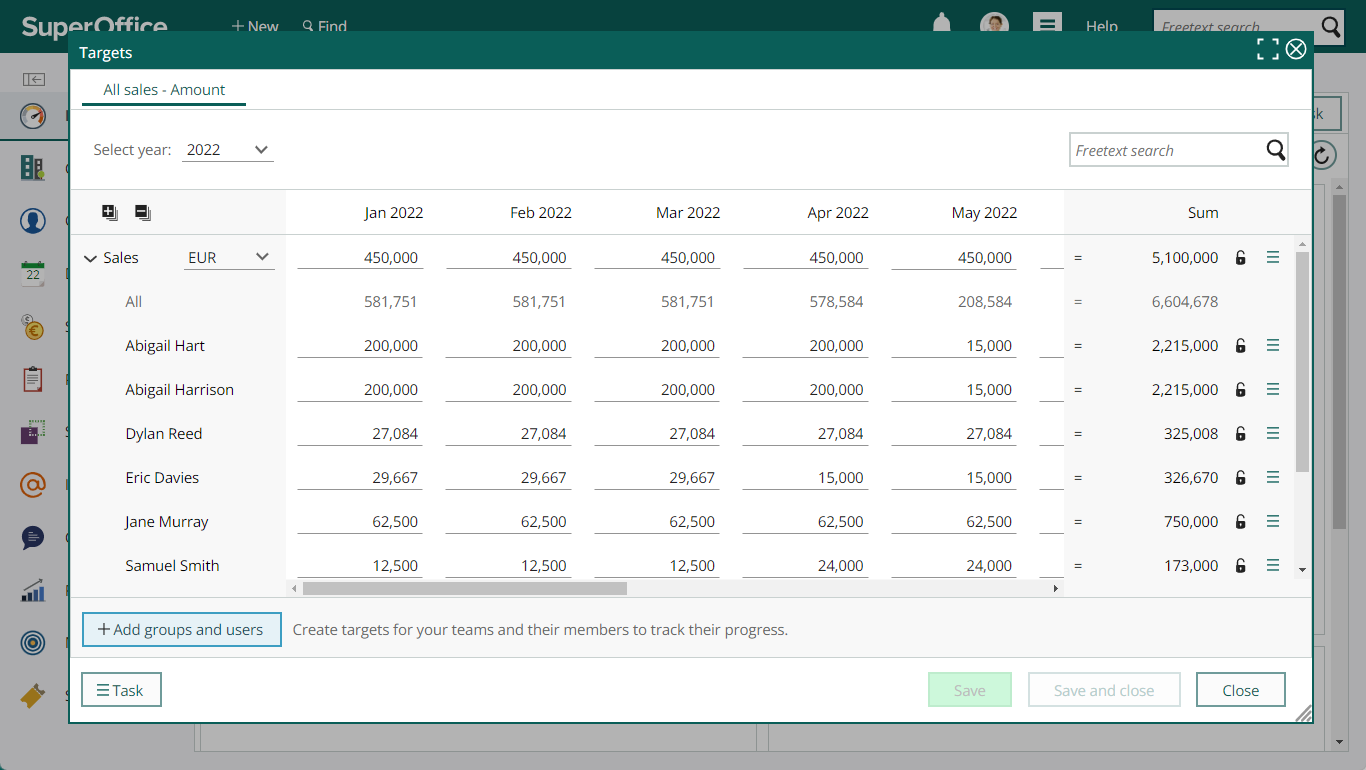 SuperOffice
+ New
Find
Help
Freetext search
Targets
All sales - Amount
Select year: 2022
Freetext search
Jan 2022 Feb 2022 Mar 2022 Apr 2022 May 2022 Sum
Sales EUR 450,000 450,000 450,000 450,000 450,000 = 5,100,000
All 581,751 581,751 581,751 578,584 208,584 = 6,604,678
Abigail Hart 200,000 200,000 200,000 200,000 15,000 = 2,215,000
Abigail Harrison 200,000 200,000 200,000 200,000 15,000 = 2,215,000
Dylan Reed 27,084 27,084 27,084 27,084 27,084 = 325,008
Eric Davies 29,667 29,667 29,667 15,000 15,000 = 326,670
Jane Murray 62,500 62,500 62,500 62,500 62,500 = 750,000
Samuel Smith 12,500 12,500 12,500 24,000 24,000 = 173,000
22
+ Add groups and users
Create targets for your teams and their members to track their progress.
Task
Save
Save and close
Close